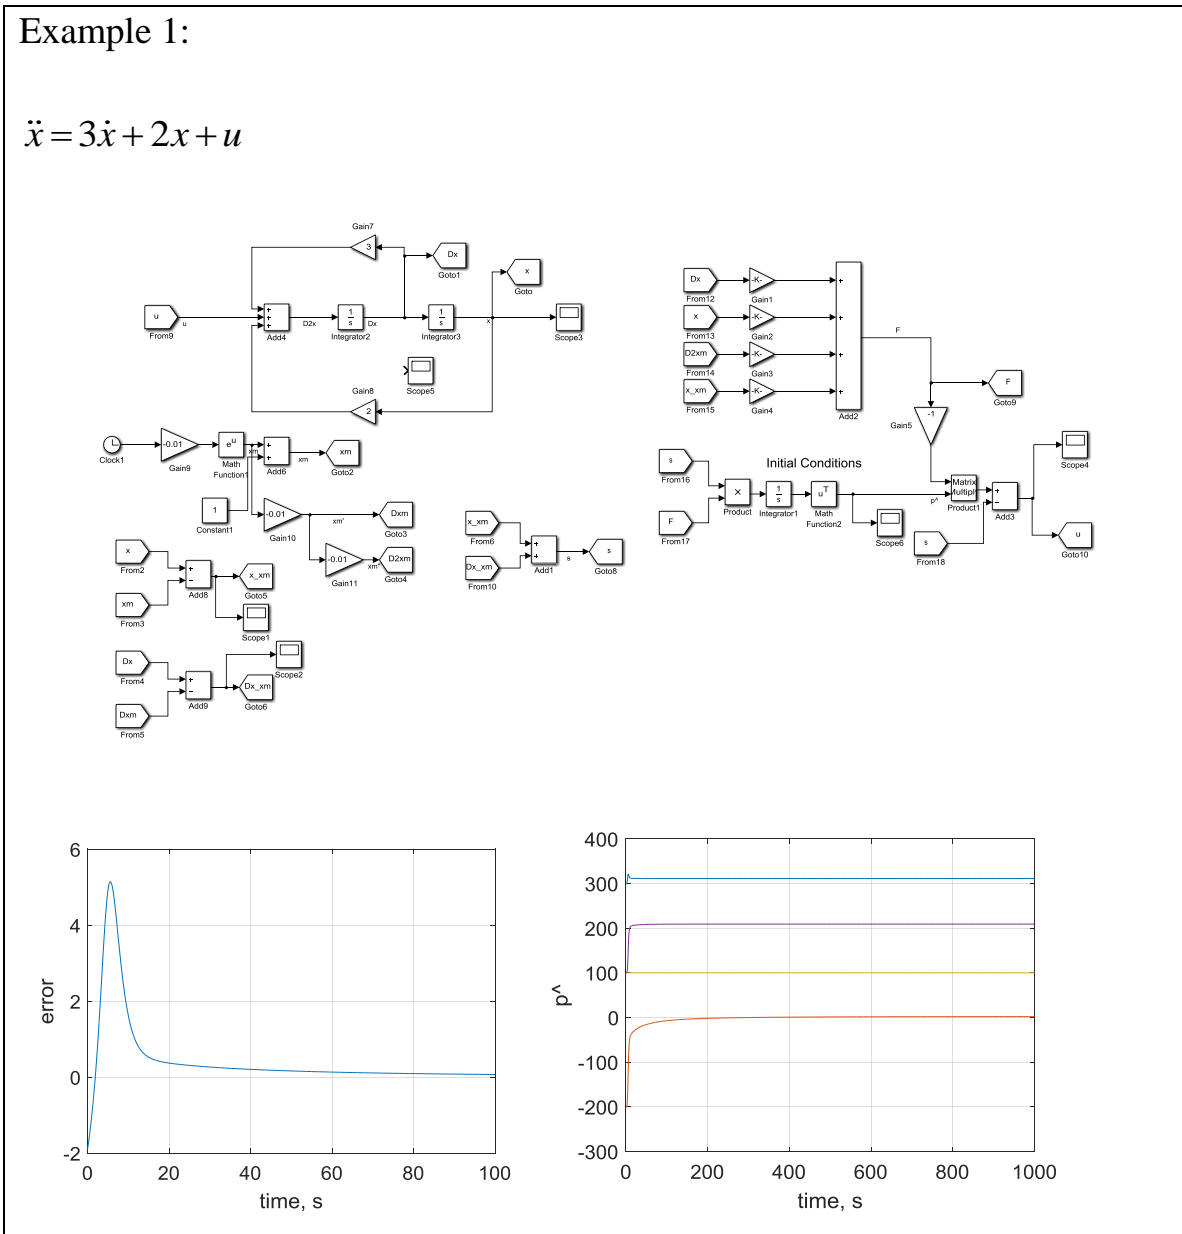 Example 1:
ẍ = 3ẋ + 2x + u
Gain7
3
Dx
Goto1
x
Goto
u
From9
u
+
+
+
Add4
D2x
1
s
Integrator2
Dx
1
s
Integrator3
x
Scope3
Scope5
Gain8
2
Clock1
-0.01
Gain9
e^u
Math
Function1
xm
+
+
Add6
xm
xm
Goto2
1
Constant1
-0.01
Gain10
xm'
Dxm
Goto3
-0.01
Gain11
xm"
D2xm
Goto4
x
From2
xm
From3
+
−
Add8
x_xm
Goto5
Scope1
Dx
From4
Dxm
From5
+
−
Add9
Scope2
Dx_xm
Goto6
x_xm
From6
Dx_xm
From10
+
+
Add1
s
s
Goto8
Dx
From12
-K-
Gain1
x
From13
-K-
Gain2
D2xm
From14
-K-
Gain3
x_xm
From15
-K-
Gain4
+
+
+
+
Add2
F
F
Goto9
-1
Gain5
s
From16
F
From17
×
Product
Initial Conditions
1
s
Integrator1
u^T
Math
Function2
Scope6
p^
Matrix
Multiply
Product1
s
From18
+
−
Add3
Scope4
u
Goto10
6
4
2
0
-2
error
0 20 40 60 80 100
time, s
400
300
200
100
0
-100
-200
-300
p^
0 200 400 600 800 1000
time, s